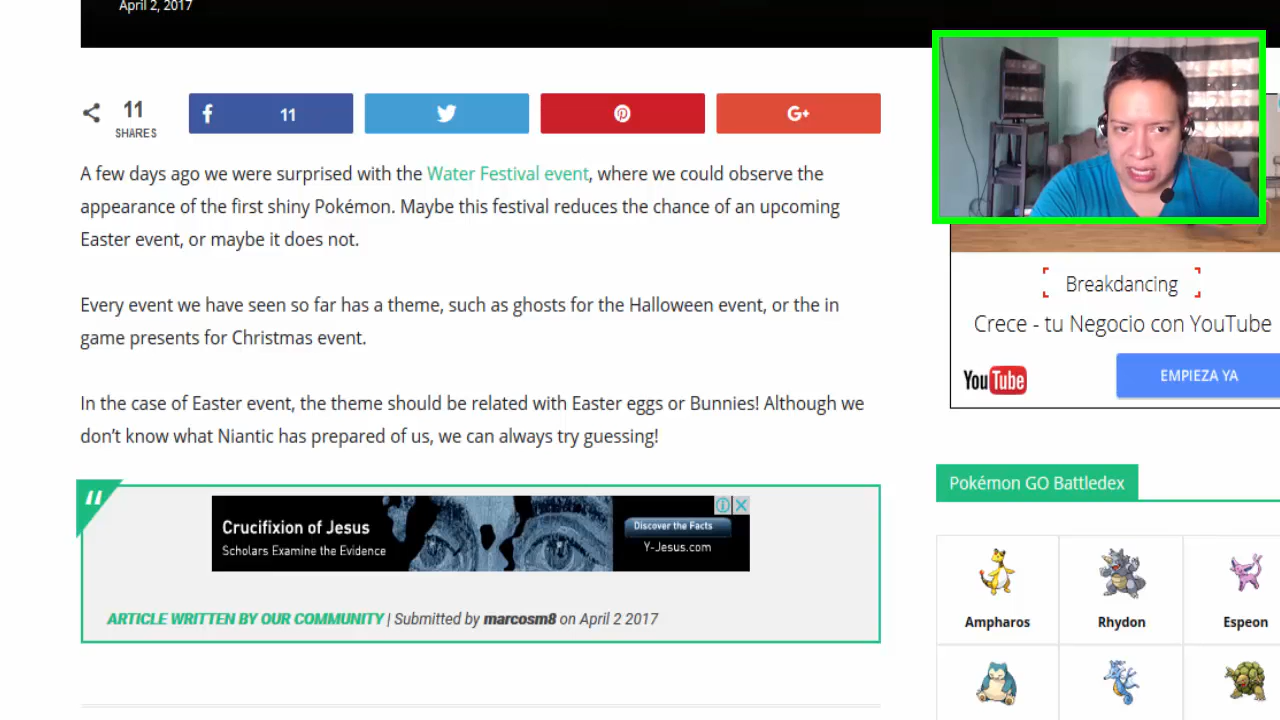 April 2, 2017
11
SHARES
11
G+
A few days ago we were surprised with the Water Festival event, where we could observe the
appearance of the first shiny Pokémon. Maybe this festival reduces the chance of an upcoming
Easter event, or maybe it does not.
Every event we have seen so far has a theme, such as ghosts for the Halloween event, or the in
game presents for Christmas event.
In the case of Easter event, the theme should be related with Easter eggs or Bunnies! Although we
don't know what Niantic has prepared of us, we can always try guessing!
Crucifixion of Jesus
Scholars Examine the Evidence
Discover the Facts
Y-Jesus.com
ARTICLE WRITTEN BY OUR COMMUNITY | Submitted by marcosm8 on April 2 2017
Breakdancing
Crece - tu Negocio con YouTube
YouTube
EMPIEZA YA
Pokémon GO Battledex
Ampharos
Rhydon
Espeon